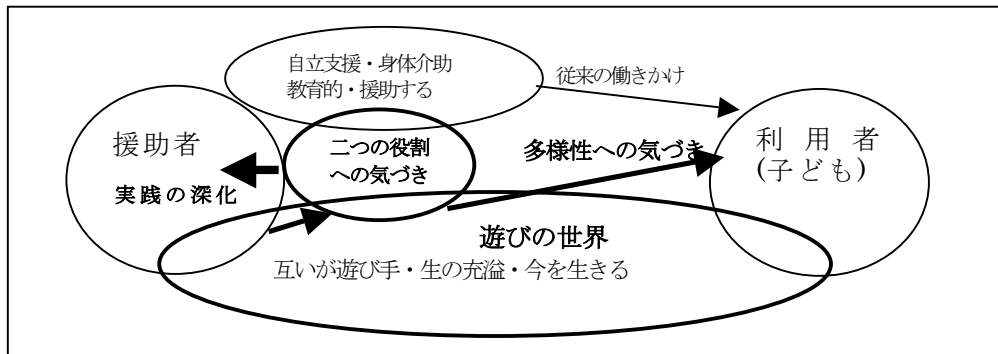 自立支援・身体介助
教育的・援助する
従来の働きかけ
援助者
実践の深化
二つの役割
への気づき
多様性への気づき
利 用 者
(子ども)
遊びの世界
互いが遊び手・生の充溢・今を生きる